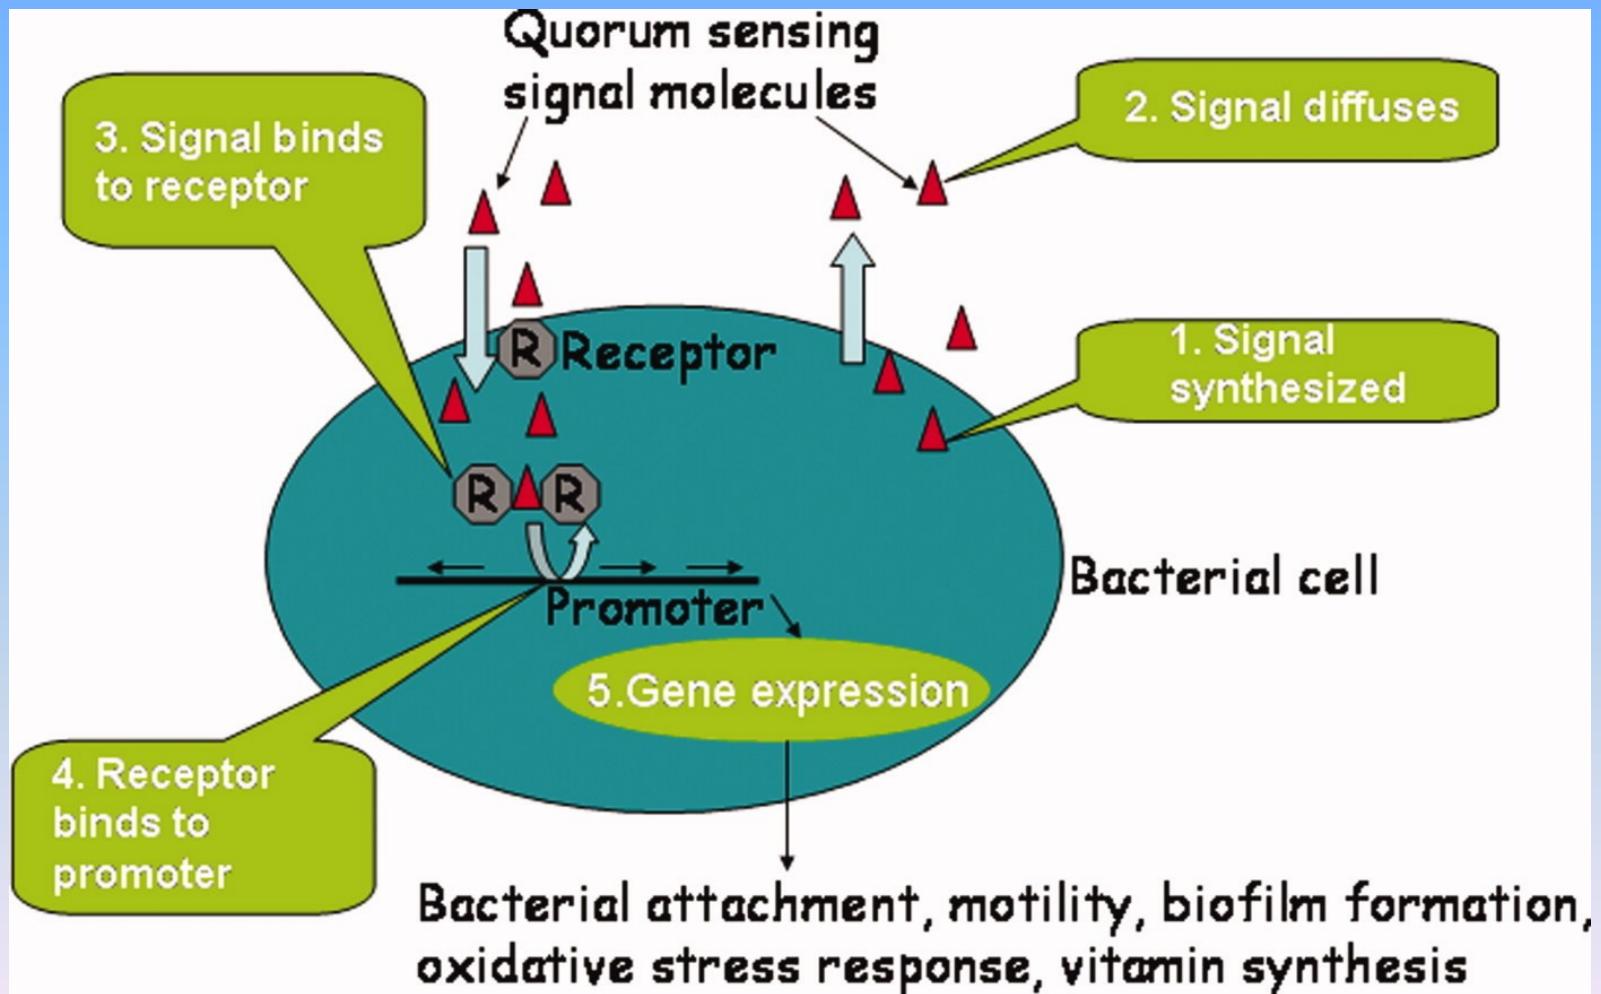 Quorum sensing
signal molecules
3. Signal binds
to receptor
2. Signal diffuses
R Receptor
1. Signal
synthesized
R R
Bacterial cell
Promoter
5.Gene expression
4. Receptor
binds to
promoter
Bacterial attachment, motility, biofilm formation,
oxidative stress response, vitamin synthesis